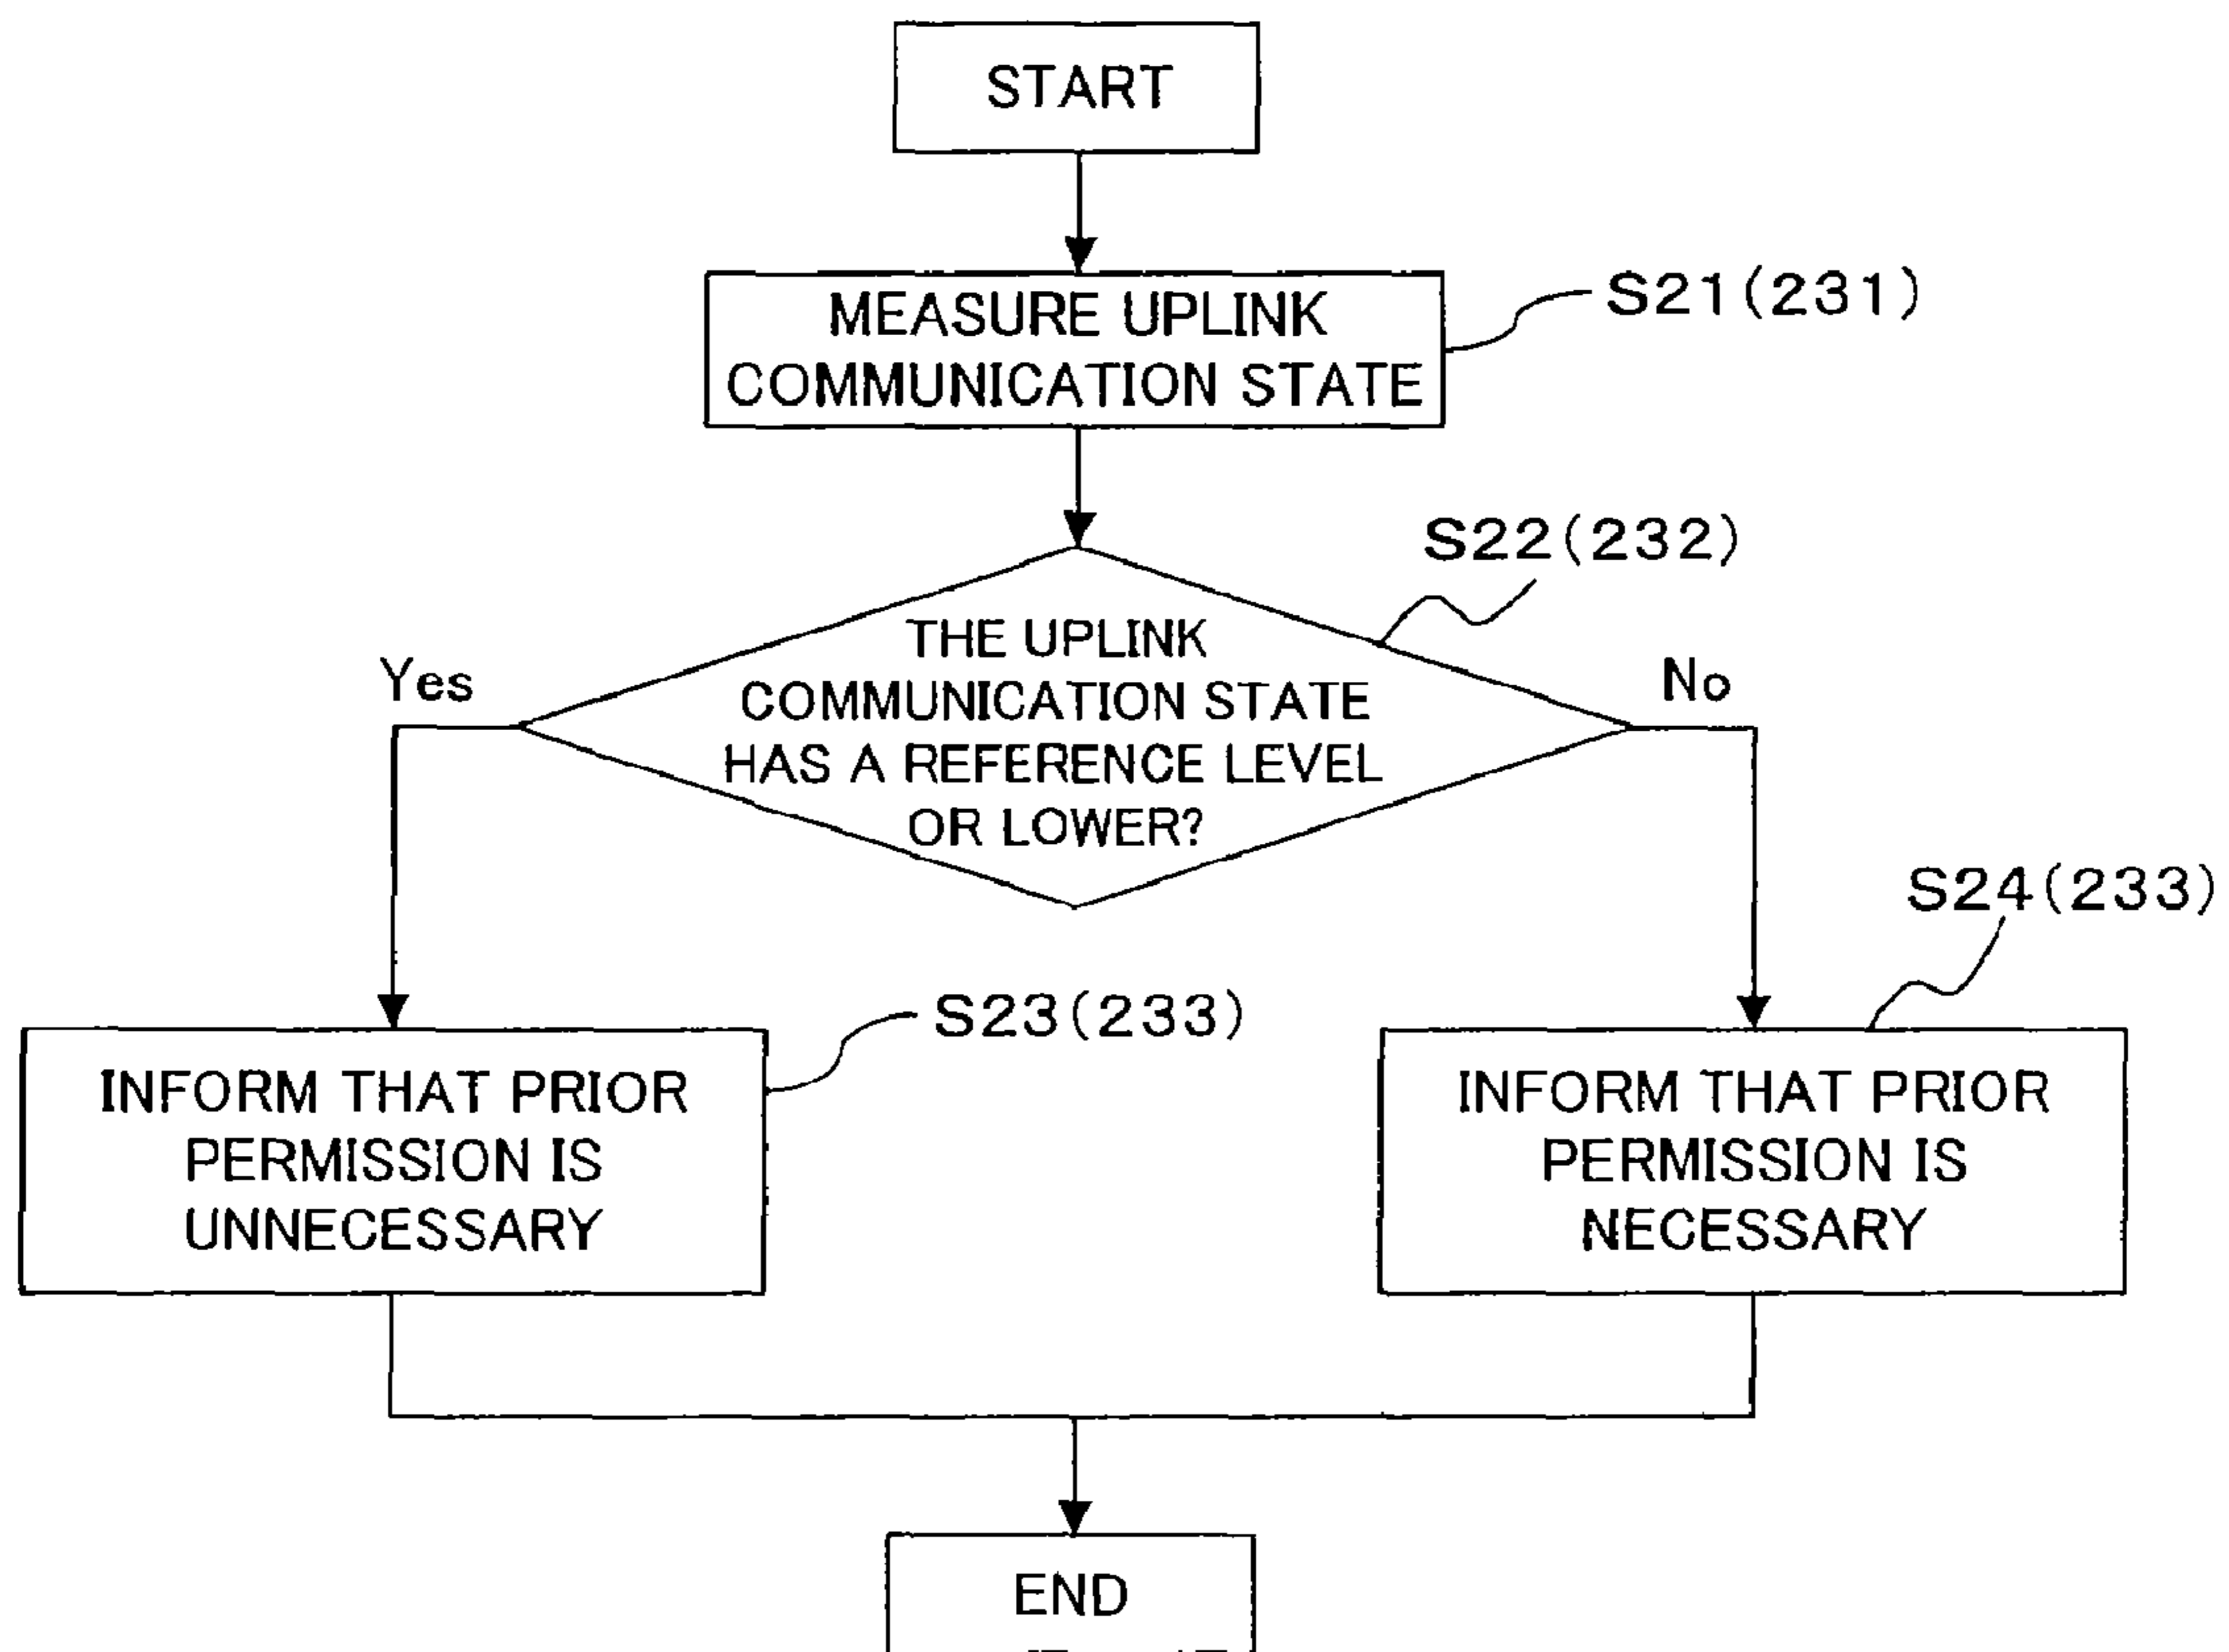 START
MEASURE UPLINK
COMMUNICATION STATE
S21(231)
S22(232)
THE UPLINK
COMMUNICATION STATE
HAS A REFERENCE LEVEL
OR LOWER?
Yes
No
S24(233)
S23(233)
INFORM THAT PRIOR
PERMISSION IS
UNNECESSARY
INFORM THAT PRIOR
PERMISSION IS
NECESSARY
END